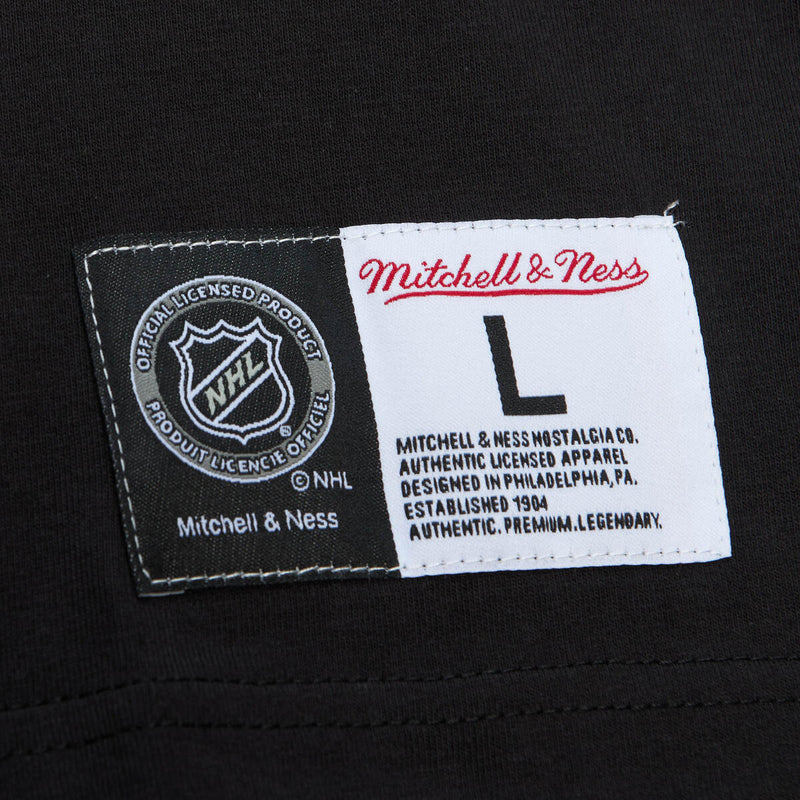 OFFICIAL LICENSED PRODUCT
NHL
®
PRODUIT LICENCIE OFFICIEL
© NHL
Mitchell & Ness
Mitchell & Ness
L
MITCHELL & NESS NOSTALGIA CO.
AUTHENTIC LICENSED APPAREL
DESIGNED IN PHILADELPHIA, PA.
ESTABLISHED 1904
AUTHENTIC. PREMIUM. LEGENDARY.